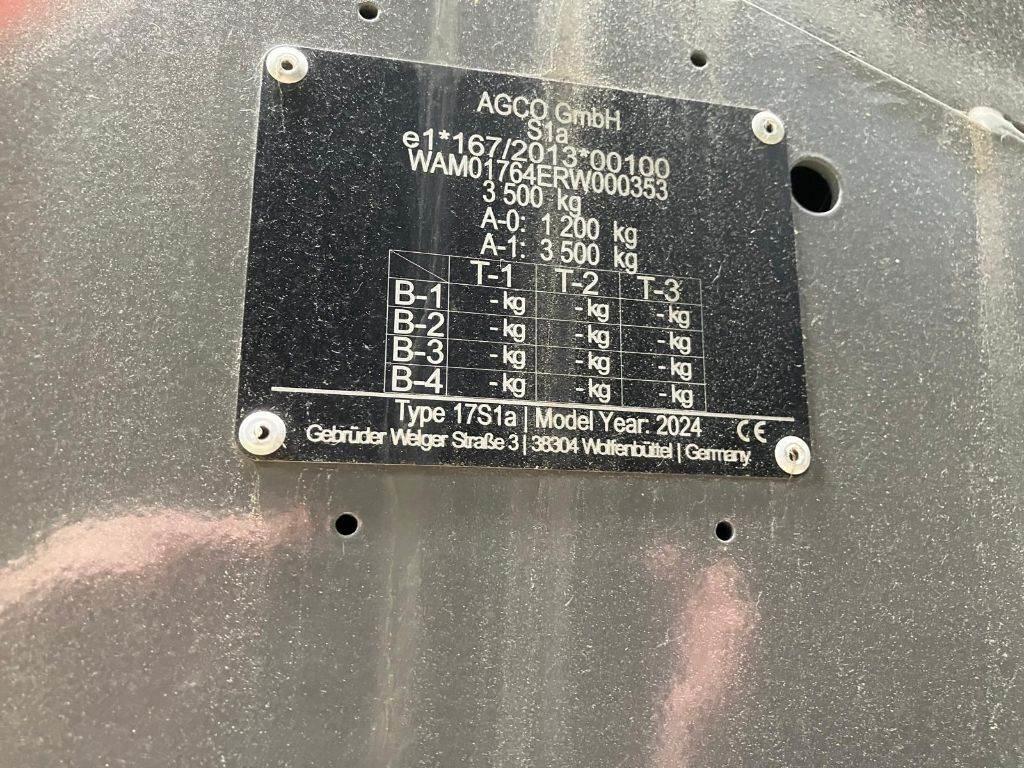 AGCO GmbH
S1a
e1*167/2013*00100
WAM01764ERW000353
3 500 kg
A-0: 1 200 kg
A-1: 3 500 kg
T-1 T-2 T-3
B-1 - kg - kg - kg
B-2 - kg - kg - kg
B-3 - kg - kg - kg
B-4 - kg - kg - kg
Type 17S1a | Model Year: 2024 CE
Gebrüder Welger Straße 3 | 38304 Wolfenbüttel | Germany